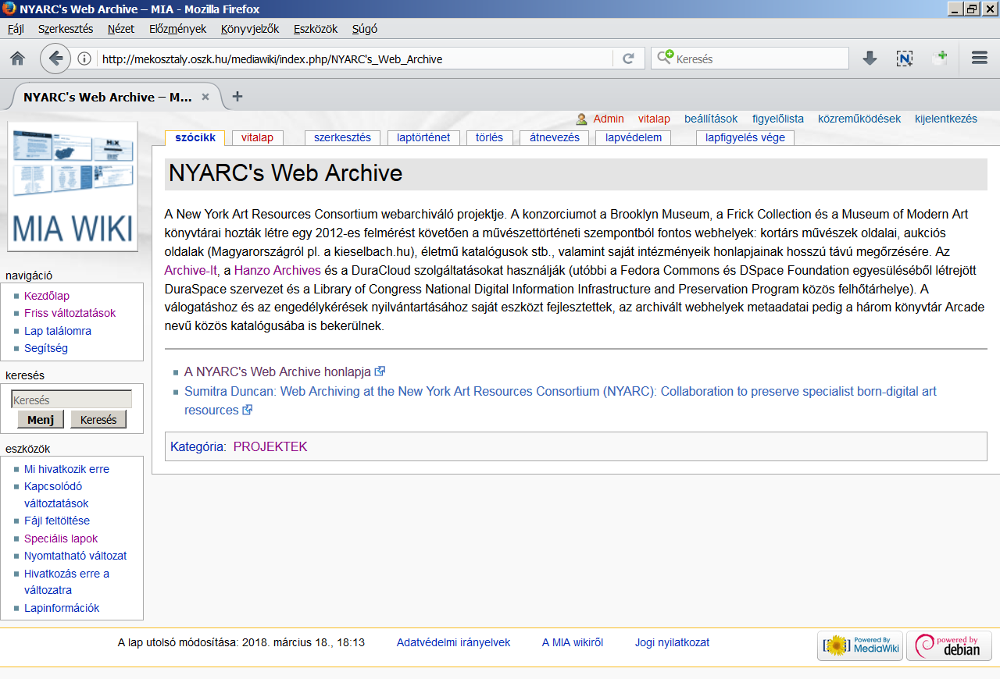 NYARC's Web Archive – MIA - Mozilla Firefox
Fájl Szerkesztés Nézet Előzmények Könyvjelzők Eszközök Súgó
http://mekosztaly.oszk.hu/mediawiki/index.php/NYARC's_Web_Archive Keresés
NYARC's Web Archive – M...
Admin vitalap beállítások figyelőlista közreműködések kijelentkezés
szócikk vitalap szerkesztés laptörténet törlés átnevezés lapvédelem lapfigyelés vége
HiX
MIA WIKI
NYARC's Web Archive
A New York Art Resources Consortium webarchiváló projektje. A konzorciumot a Brooklyn Museum, a Frick Collection és a Museum of Modern Art
könyvtárai hozták létre egy 2012-es felmérést követően a művészettörténeti szempontból fontos webhelyek: kortárs művészek oldalai, aukciós
oldalak (Magyarországról pl. a kieselbach.hu), életmű katalógusok stb., valamint saját intézményeik honlapjainak hosszú távú megőrzésére. Az
Archive-It, a Hanzo Archives és a DuraCloud szolgáltatásokat használják (utóbbi a Fedora Commons és DSpace Foundation egyesüléséből létrejött
DuraSpace szervezet és a Library of Congress National Digital Information Infrastructure and Preservation Program közös felhőtárhelye). A
válogatáshoz és az engedélykérések nyilvántartásához saját eszközt fejlesztettek, az archivált webhelyek metaadatai pedig a három könyvtár Arcade
nevű közös katalógusába is bekerülnek.
A NYARC's Web Archive honlapja
Sumitra Duncan: Web Archiving at the New York Art Resources Consortium (NYARC): Collaboration to preserve specialist born-digital art
resources
Kategória: PROJEKTEK
navigáció
Kezdőlap
Friss változtatások
Lap találomra
Segítség
keresés
Keresés
Menj Keresés
eszközök
Mi hivatkozik erre
Kapcsolódó
változtatások
Fájl feltöltése
Speciális lapok
Nyomtatható változat
Hivatkozás erre a
változatra
Lapinformációk
A lap utolsó módosítása: 2018. március 18., 18:13 Adatvédelmi irányelvek A MIA wikiről Jogi nyilatkozat
Powered By
MediaWiki
powered by
debian